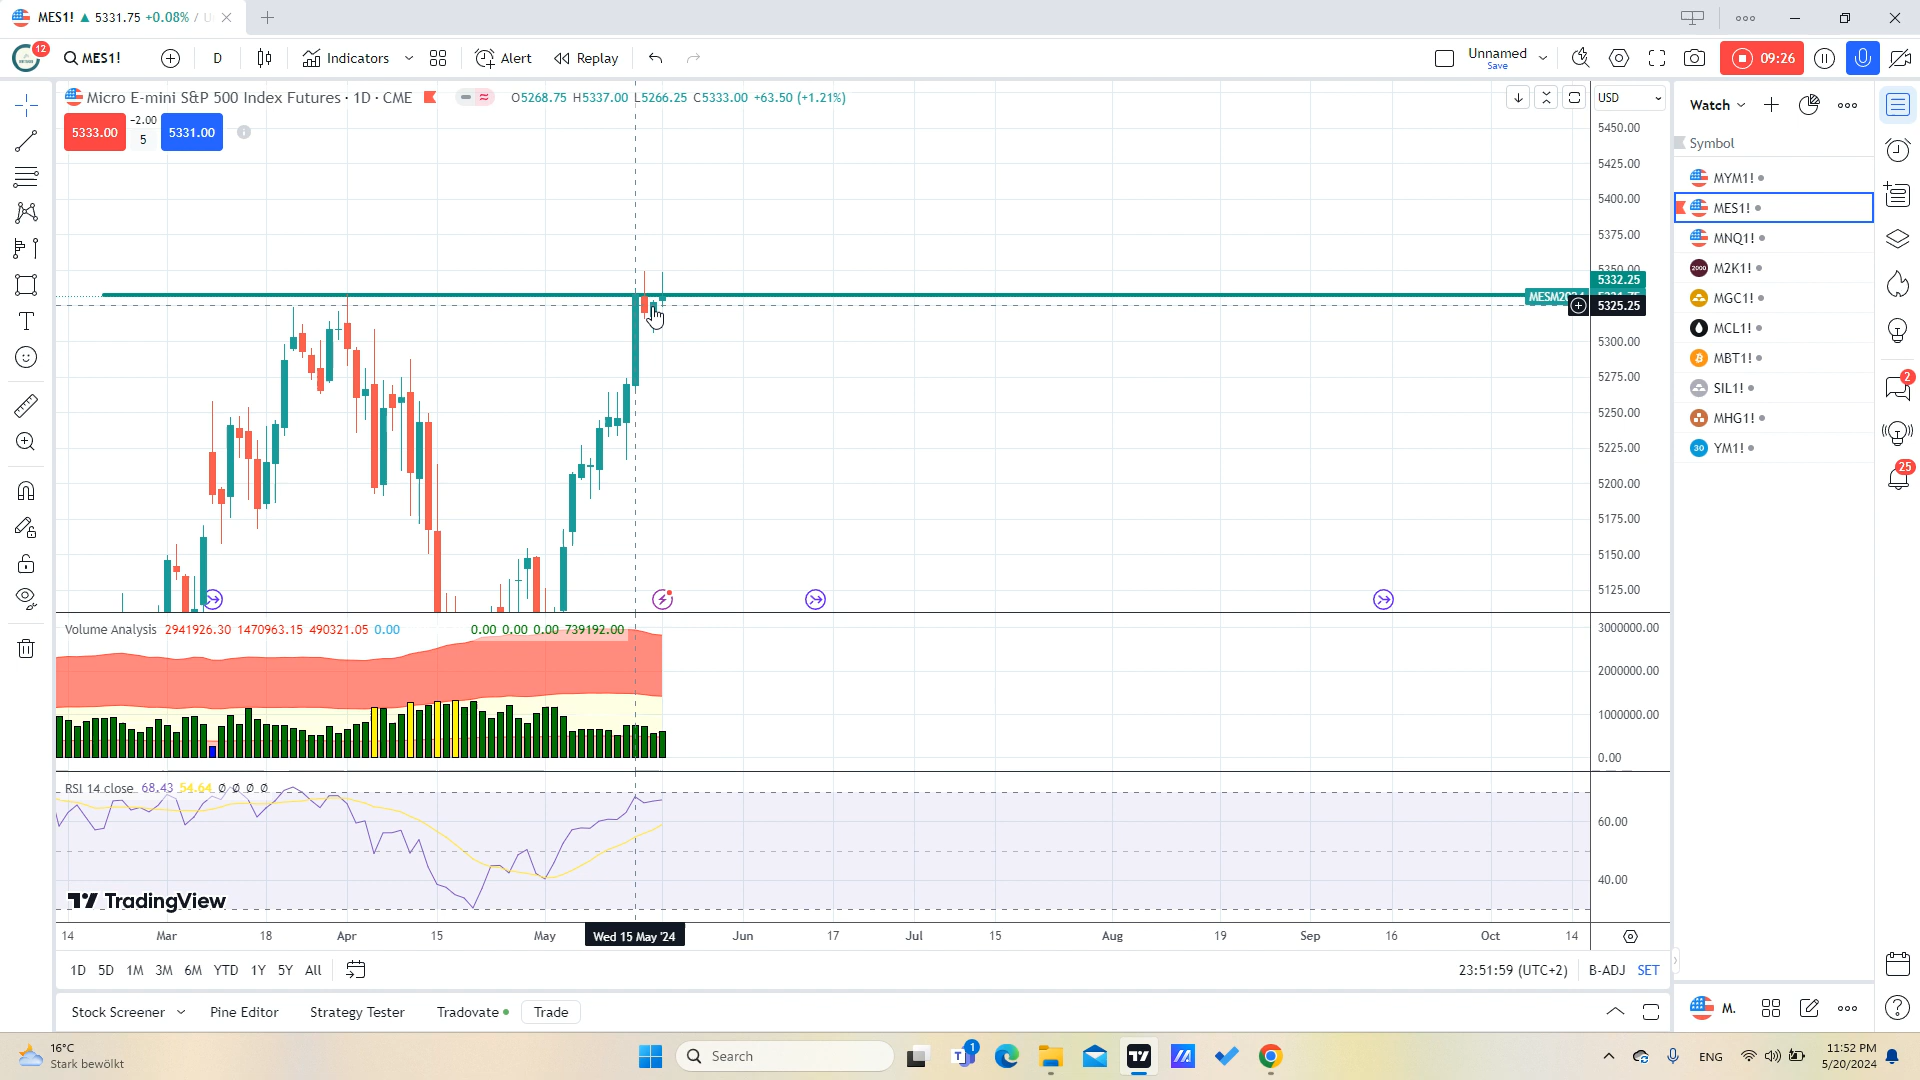 MES1! ▲ 5331.75 +0.08% / U
12 MES1! D Indicators Alert Replay Unnamed Save 09:26
Micro E-mini S&P 500 Index Futures · 1D · CME O5268.75 H5337.00 L5266.25 C5333.00 +63.50 (+1.21%)
USD
5333.00 -2.00 5 5331.00
5450.00
5425.00
5400.00
5375.00
5350.00
5332.25
5325.25
5300.00
5275.00
5250.00
5225.00
5200.00
5175.00
5150.00
5125.00
Volume Analysis 2941926.30 1470963.15 490321.05 0.00 0.00 0.00 0.00 739192.00
3000000.00
2000000.00
1000000.00
0.00
RSI 14 close 68.43 54.64 Ø Ø Ø Ø
60.00
40.00
TradingView
14 Mar 18 Apr 15 May Wed 15 May '24 Jun 17 Jul 15 Aug 19 Sep 16 Oct 14
1D 5D 1M 3M 6M YTD 1Y 5Y All 23:51:59 (UTC+2) B-ADJ SET
Stock Screener Pine Editor Strategy Tester Tradovate Trade
Watch
Symbol
MYM1!
MES1!
MNQ1!
2000 M2K1!
MGC1!
MCL1!
MBT1!
SIL1!
MHG1!
30 YM1!
M.
2
25
16°C
Stark bewölkt
Search
1
ENG
11:52 PM
5/20/2024